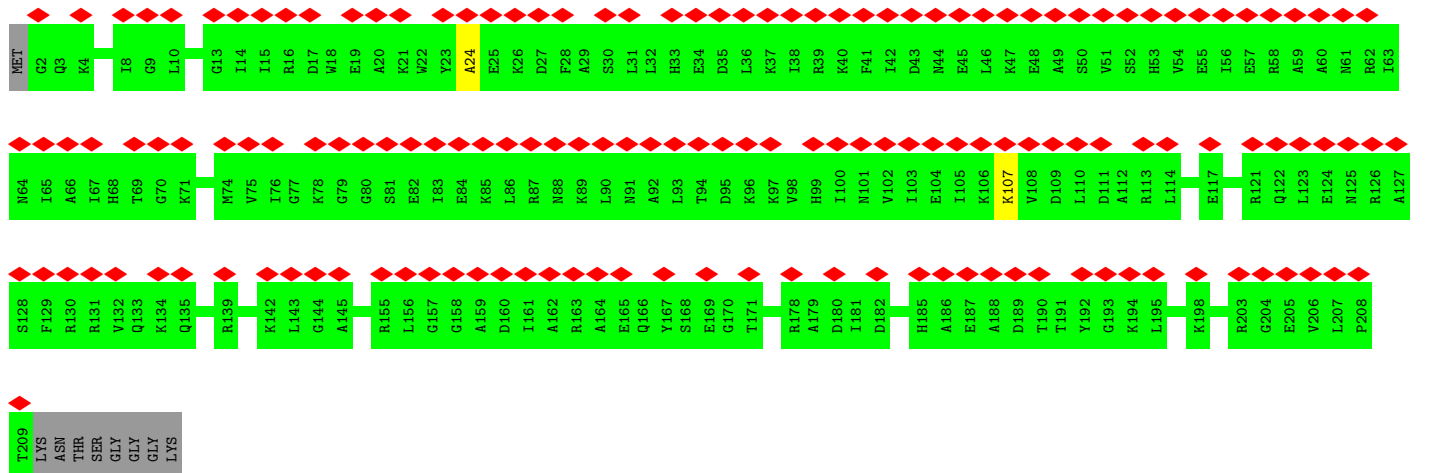 MET G2 Q3 K4 I8 G9 L10 G13 I14 I15 R16 D17 W18 E19 A20 K21 W22 Y23 A24 E25 K26 D27 F28 A29 S30 L31 L32 H33 E34 D35 L36 K37 I38 R39 K40 F41 I42 D43 N44 E45 L46 K47 E48 A49 S50 V51 S52 H53 V54 E55 I56 E57 R58 A59 A60 N61 R62 I63
N64 I65 A66 I67 H68 T69 G70 K71 M74 V75 I76 G77 K78 G79 G80 S81 E82 I83 E84 K85 L86 R87 N88 K89 L90 N91 A92 L93 T94 D95 K96 K97 V98 H99 I100 N101 V102 I103 E104 I105 K106 K107 V108 D109 L110 D111 A112 R113 L114 E117 R121 Q122 L123 E124 N125 R126 A127
S128 F129 R130 R131 V132 Q133 K134 Q135 R139 K142 L143 G144 A145 R155 L156 G157 G158 A159 D160 I161 A162 R163 A164 E165 Q166 Y167 S168 E169 G170 T171 R178 A179 D180 I181 D182 H185 A186 E187 A188 D189 T190 T191 Y192 G193 K194 L195 K198 R203 G204 E205 V206 L207 P208
T209 LYS ASN THR SER GLY GLY GLY LYS